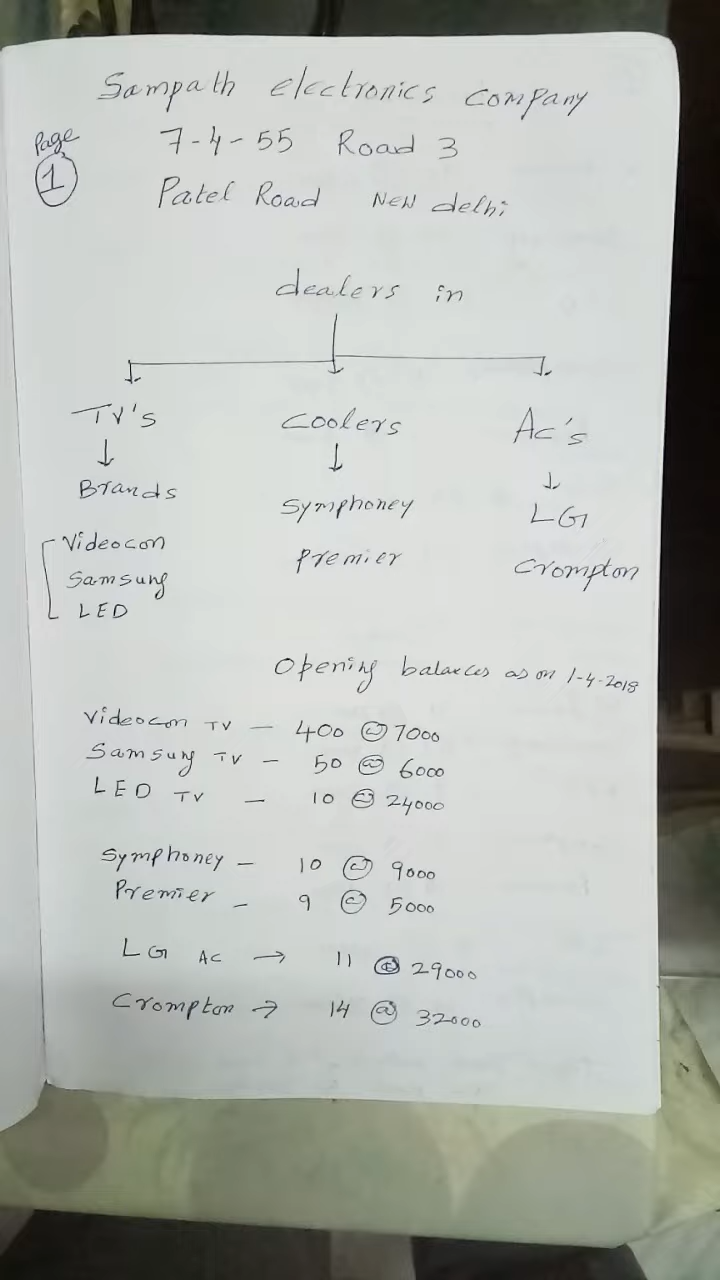 Sampath electronics company
Page
1
7-4-55 Road 3
Patel Road New delhi
dealers in
TV's Coolers Ac's
Brands Symphoney LG
Videocon Premier Crompton
Samsung
LED
Opening balances as on 1-4-2018
Videocon TV - 400 @ 7000
Samsung TV - 50 @ 6000
LED TV - 10 @ 24000
Symphoney - 10 @ 9000
Premier - 9 @ 5000
LG AC → 11 @ 29000
Crompton → 14 @ 32000